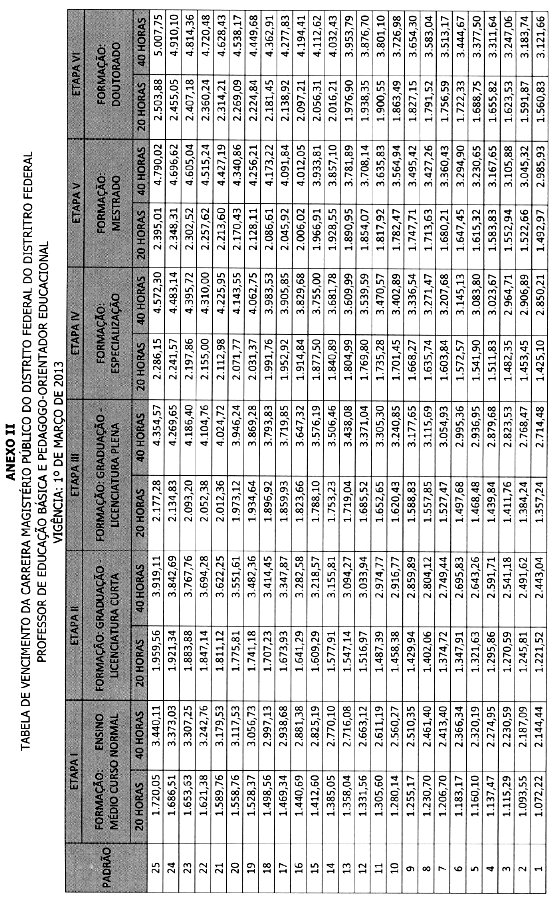 ANEXO II
TABELA DE VENCIMENTO DA CARREIRA MAGISTÉRIO PÚBLICO DO DISTRITO FEDERAL DO DISTRITRO FEDERAL
PROFESSOR DE EDUCAÇÃO BASICA E PEDAGOGO-ORIENTADOR EDUCACIONAL
VIGÊNCIA: 1º DE MARÇO DE 2013
PADRÃO ETAPA I ETAPA II ETAPA III ETAPA IV ETAPA V ETAPA VI
FORMAÇÃO: ENSINO MÉDIO CURSO NORMAL FORMAÇÃO: GRADUAÇÃO LICENCIATURA CURTA FORMAÇÃO: GRADUAÇÃO - LICENCIATURA PLENA FORMAÇÃO: ESPECIALIZAÇÃO FORMAÇÃO: MESTRADO FORMAÇÃO: DOUTORADO
20 HORAS 40 HORAS 20 HORAS 40 HORAS 20 HORAS 40 HORAS 20 HORAS 40 HORAS 20 HORAS 40 HORAS 20 HORAS 40 HORAS
25 1.720,05 3.440,11 1.959,56 3.919,11 2.177,28 4.354,57 2.286,15 4.572,30 2.395,01 4.790,02 2.503,88 5.007,75
24 1.686,51 3.373,03 1.921,34 3.842,69 2.134,83 4.269,65 2.241,57 4.483,14 2.348,31 4.696,62 2.455,05 4.910,10
23 1.653,63 3.307,25 1.883,88 3.767,76 2.093,20 4.186,40 2.197,86 4.395,72 2.302,52 4.605,04 2.407,18 4.814,36
22 1.621,38 3.242,76 1.847,14 3.694,28 2.052,38 4.104,76 2.155,00 4.310,00 2.257,62 4.515,24 2.360,24 4.720,48
21 1.589,76 3.179,53 1.811,12 3.622,25 2.012,36 4.024,72 2.112,98 4.225,95 2.213,60 4.427,19 2.314,21 4.628,43
20 1.558,76 3.117,53 1.775,81 3.551,61 1.973,12 3.946,24 2.071,77 4.143,55 2.170,43 4.340,86 2.269,09 4.538,17
19 1.528,37 3.056,73 1.741,18 3.482,36 1.934,64 3.869,28 2.031,37 4.062,75 2.128,11 4.256,21 2.224,84 4.449,68
18 1.498,56 2.997,13 1.707,23 3.414,45 1.896,92 3.793,83 1.991,76 3.983,53 2.086,61 4.173,22 2.181,45 4.362,91
17 1.469,34 2.938,68 1.673,93 3.347,87 1.859,93 3.719,85 1.952,92 3.905,85 2.045,92 4.091,84 2.138,92 4.277,83
16 1.440,69 2.881,38 1.641,29 3.282,58 1.823,66 3.647,32 1.914,84 3.829,68 2.006,02 4.012,05 2.097,21 4.194,41
15 1.412,60 2.825,19 1.609,29 3.218,57 1.788,10 3.576,19 1.877,50 3.755,00 1.966,91 3.933,81 2.056,31 4.112,62
14 1.385,05 2.770,10 1.577,91 3.155,81 1.753,23 3.506,46 1.840,89 3.681,78 1.928,55 3.857,10 2.016,21 4.032,43
13 1.358,04 2.716,08 1.547,14 3.094,27 1.719,04 3.438,08 1.804,99 3.609,99 1.890,95 3.781,89 1.976,90 3.953,79
12 1.331,56 2.663,12 1.516,97 3.033,94 1.685,52 3.371,04 1.769,80 3.539,59 1.854,07 3.708,14 1.938,35 3.876,70
11 1.305,60 2.611,19 1.487,39 2.974,77 1.652,65 3.305,30 1.735,28 3.470,57 1.817,92 3.635,83 1.900,55 3.801,10
10 1.280,14 2.560,27 1.458,38 2.916,77 1.620,43 3.240,85 1.701,45 3.402,89 1.782,47 3.564,94 1.863,49 3.726,98
9 1.255,17 2.510,35 1.429,94 2.859,89 1.588,83 3.177,65 1.668,27 3.336,54 1.747,71 3.495,42 1.827,15 3.654,30
8 1.230,70 2.461,40 1.402,06 2.804,12 1.557,85 3.115,69 1.635,74 3.271,47 1.713,63 3.427,26 1.791,52 3.583,04
7 1.206,70 2.413,40 1.374,72 2.749,44 1.527,47 3.054,93 1.603,84 3.207,68 1.680,21 3.360,43 1.756,59 3.513,17
6 1.183,17 2.366,34 1.347,91 2.695,83 1.497,68 2.995,36 1.572,57 3.145,13 1.647,45 3.294,90 1.722,33 3.444,67
5 1.160,10 2.320,19 1.321,63 2.643,26 1.468,48 2.936,95 1.541,90 3.083,80 1.615,32 3.230,65 1.688,75 3.377,50
4 1.137,47 2.274,95 1.295,86 2.591,71 1.439,84 2.879,68 1.511,83 3.023,67 1.583,83 3.167,65 1.655,82 3.311,64
3 1.115,29 2.230,59 1.270,59 2.541,18 1.411,76 2.823,53 1.482,35 2.964,71 1.552,94 3.105,88 1.623,53 3.247,06
2 1.093,55 2.187,09 1.245,81 2.491,62 1.384,24 2.768,47 1.453,45 2.906,89 1.522,66 3.045,32 1.591,87 3.183,74
1 1.072,22 2.144,44 1.221,52 2.443,04 1.357,24 2.714,48 1.425,10 2.850,21 1.492,97 2.985,93 1.560,83 3.121,66